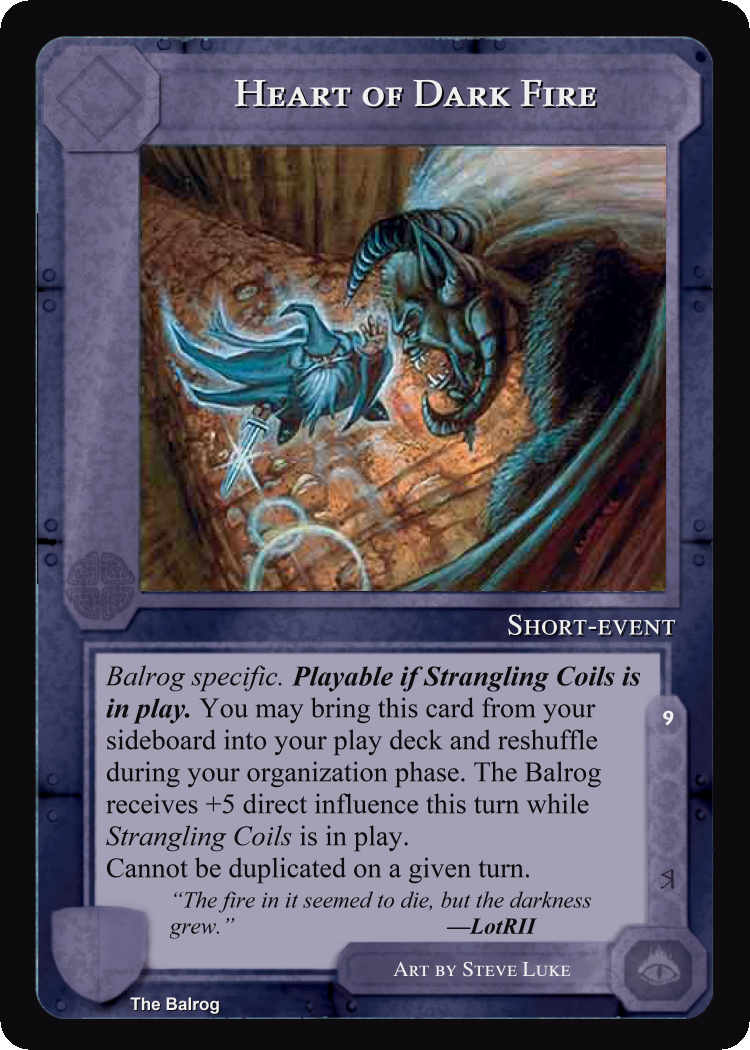 Heart of Dark Fire
Short-event
Balrog specific. Playable if Strangling Coils is
in play. You may bring this card from your
sideboard into your play deck and reshuffle
during your organization phase. The Balrog
receives +5 direct influence this turn while
Strangling Coils is in play.
Cannot be duplicated on a given turn.
“The fire in it seemed to die, but the darkness
grew.” —LotRII
9
Art by Steve Luke
The Balrog